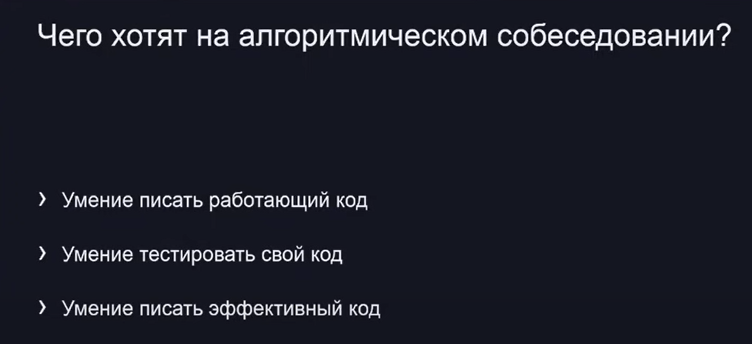 Чего хотят на алгоритмическом собеседовании?
› Умение писать работающий код
› Умение тестировать свой код
› Умение писать эффективный код